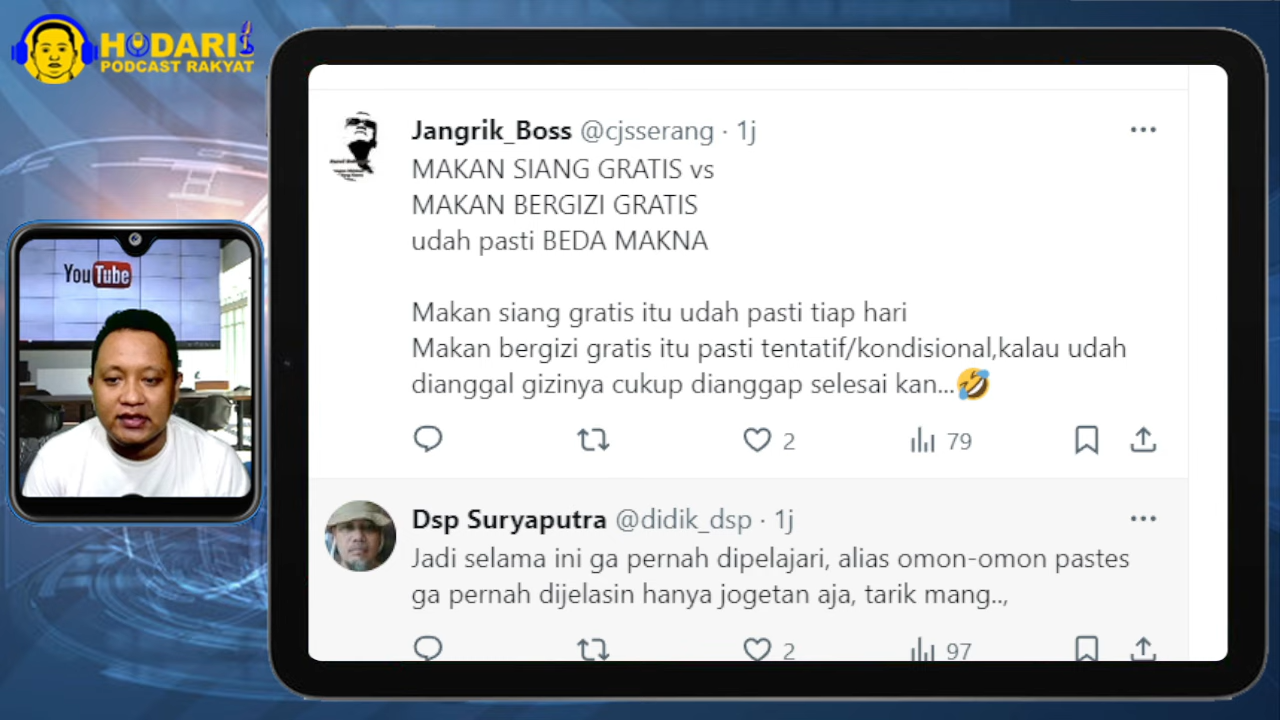 HODARI
PODCAST RAKYAT
YouTube
Jangrik_Boss @cjsserang · 1j
MAKAN SIANG GRATIS vs
MAKAN BERGIZI GRATIS
udah pasti BEDA MAKNA
Makan siang gratis itu udah pasti tiap hari
Makan bergizi gratis itu pasti tentatif/kondisional,kalau udah
dianggal gizinya cukup dianggap selesai kan...🤣
2
79
Dsp Suryaputra @didik_dsp · 1j
Jadi selama ini ga pernah dipelajari, alias omon-omon pastes
ga pernah dijelasin hanya jogetan aja, tarik mang..,
2
97